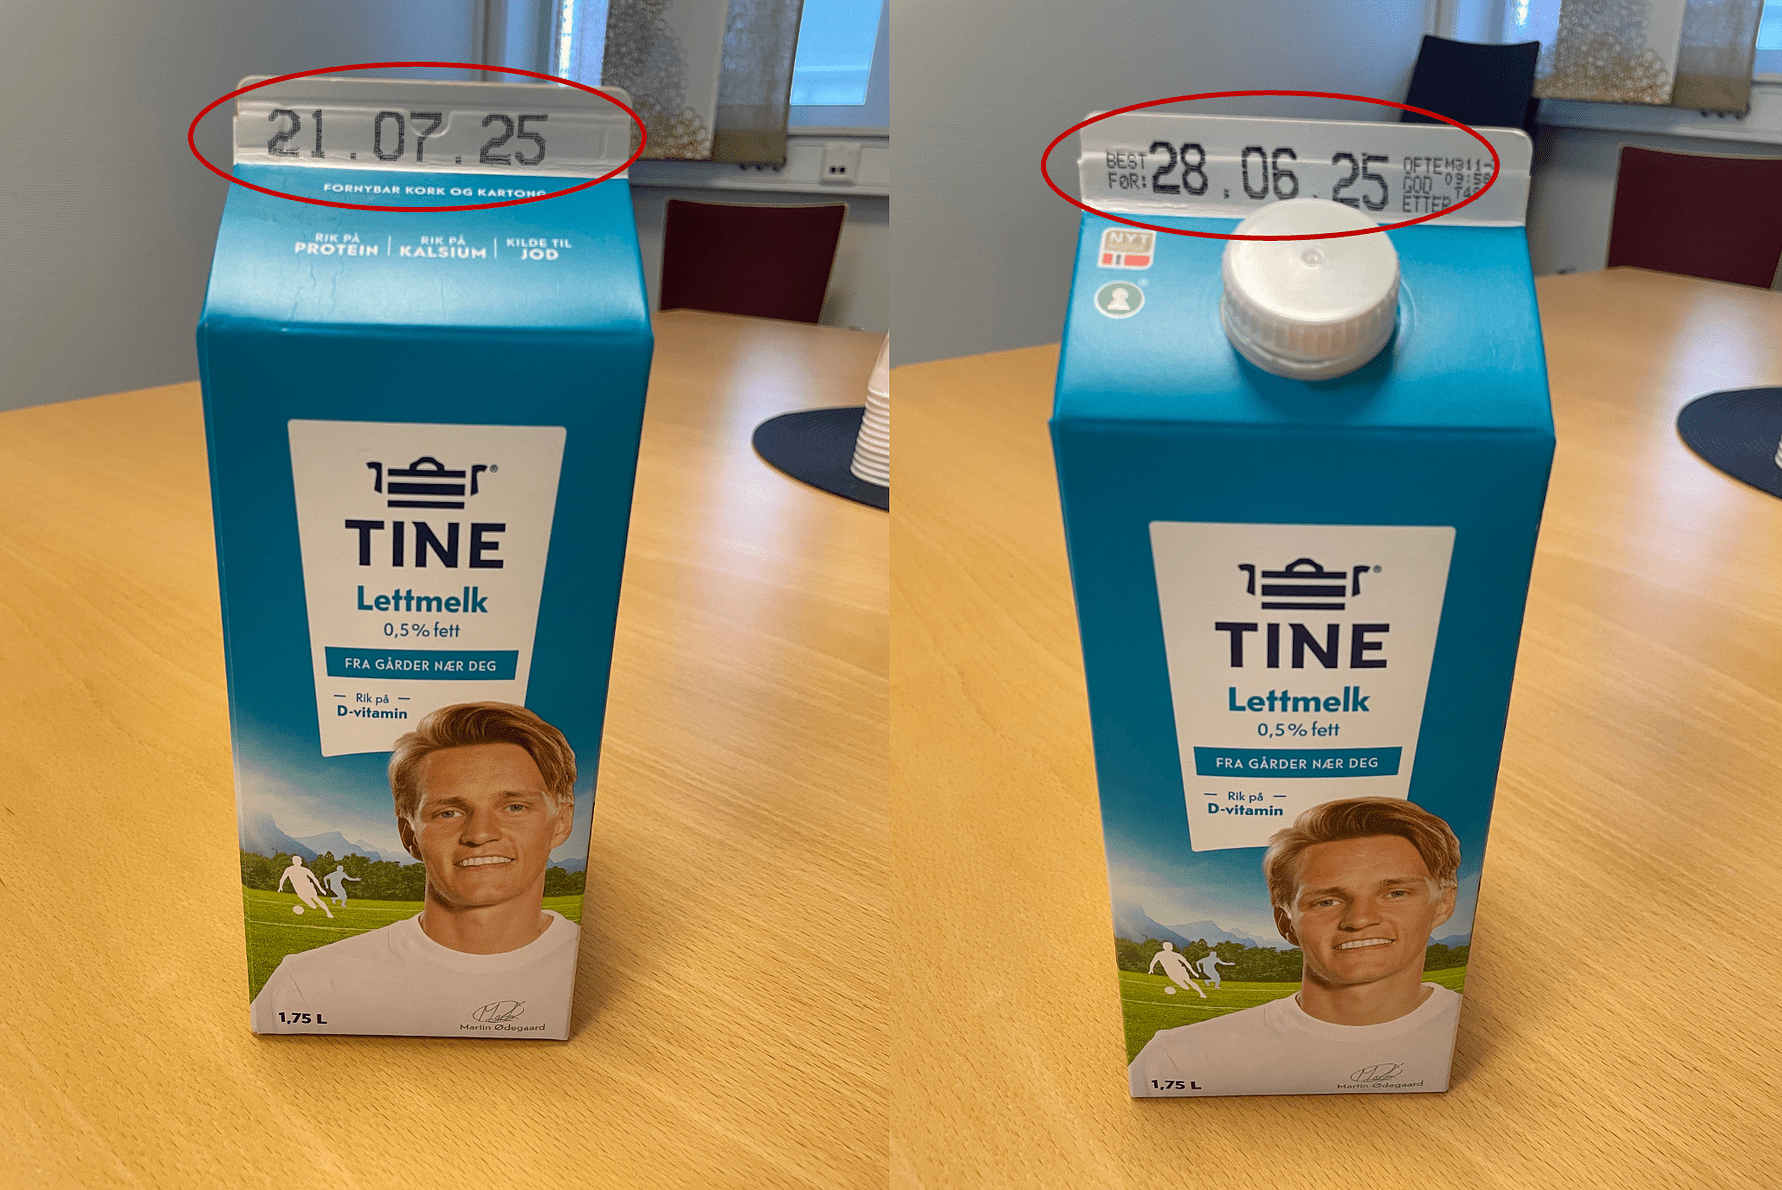 21.07.25
FORNYBAR KORK OG KARTONG
RIK PÅ PROTEIN
RIK PÅ KALSIUM
KILDE TIL JOD
TINE®
Lettmelk
0,5% fett
FRA GÅRDER NÆR DEG
Rik på
D-vitamin
1,75 L
Martin Ødegaard
BEST FØR: 28.06.25 OFTE GOD ETTER
NYT
TINE®
Lettmelk
0,5% fett
FRA GÅRDER NÆR DEG
Rik på
D-vitamin
1,75 L
Martin Ødegaard